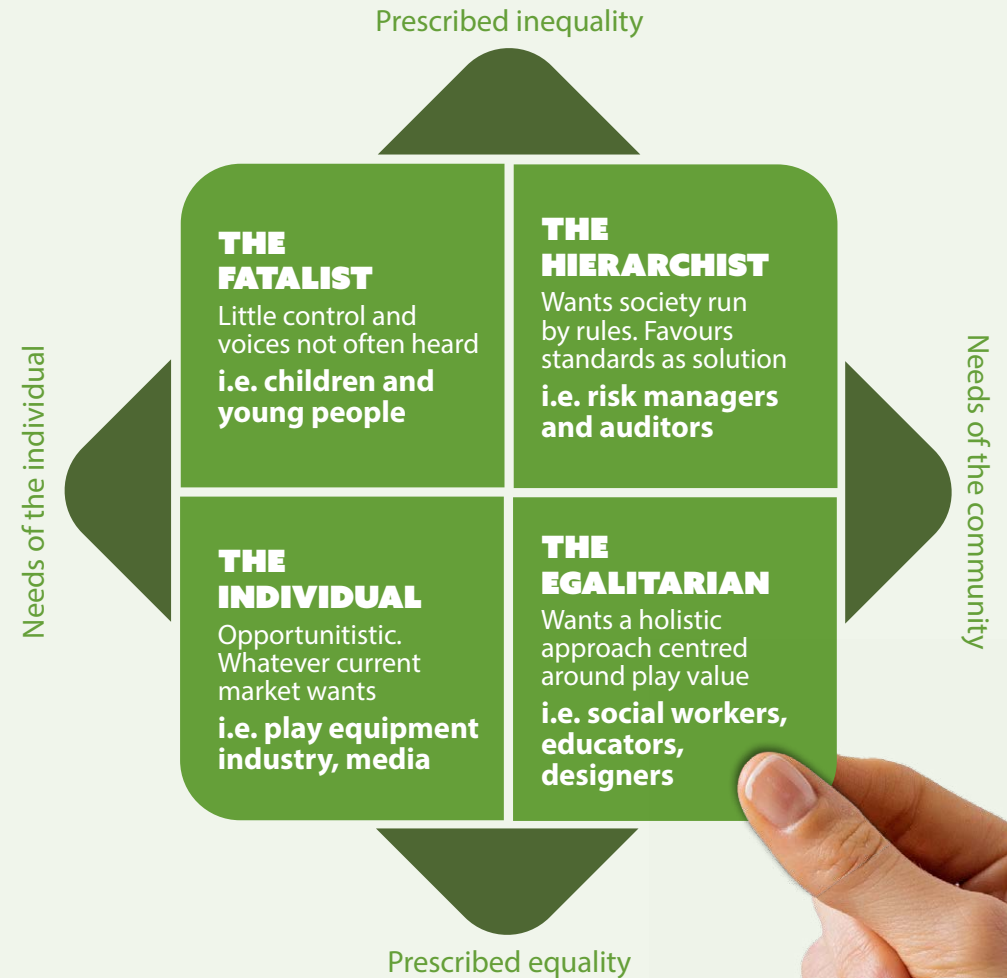 Prescribed inequality
Needs of the individual
THE
FATALIST
Little control and
voices not often heard
i.e. children and
young people
THE
HIERARCHIST
Wants society run
by rules. Favours
standards as solution
i.e. risk managers
and auditors
Needs of the community
THE
INDIVIDUAL
Opportunitistic.
Whatever current
market wants
i.e. play equipment
industry, media
THE
EGALITARIAN
Wants a holistic
approach centred
around play value
i.e. social workers,
educators,
designers
Prescribed equality